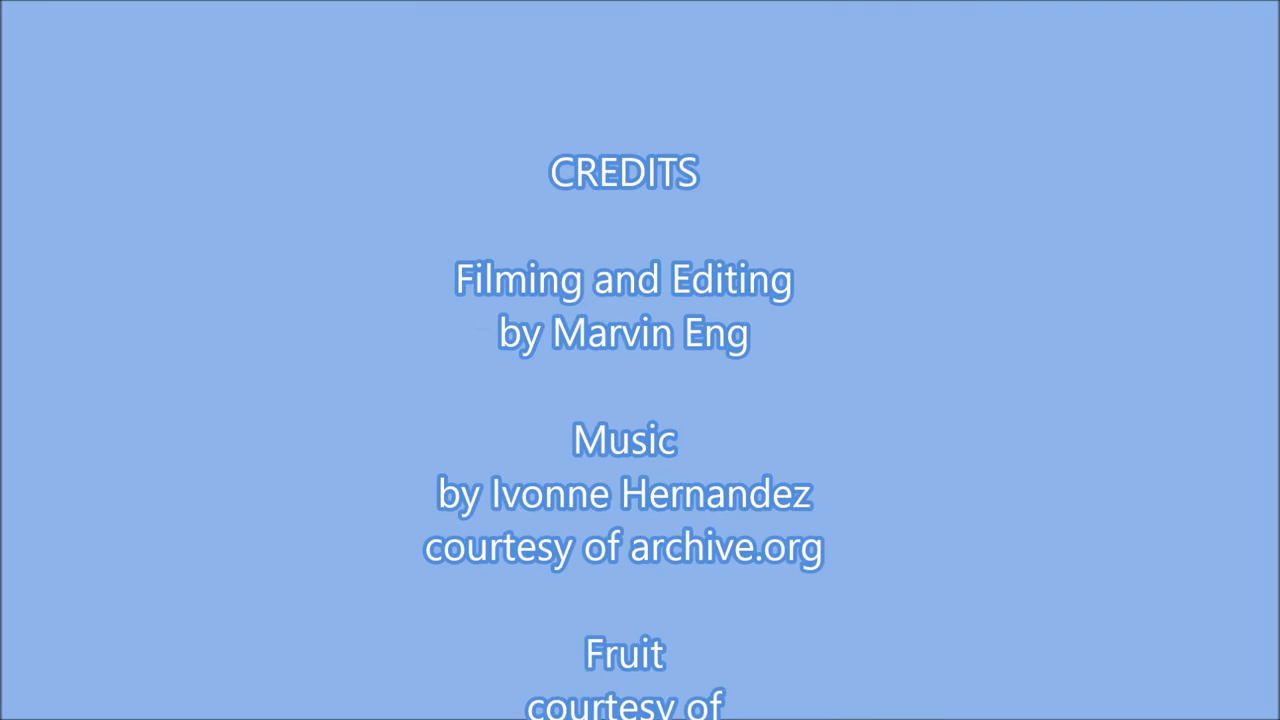 CREDITS
Filming and Editing
by Marvin Eng
Music
by Ivonne Hernandez
courtesy of archive.org
Fruit
courtesy of